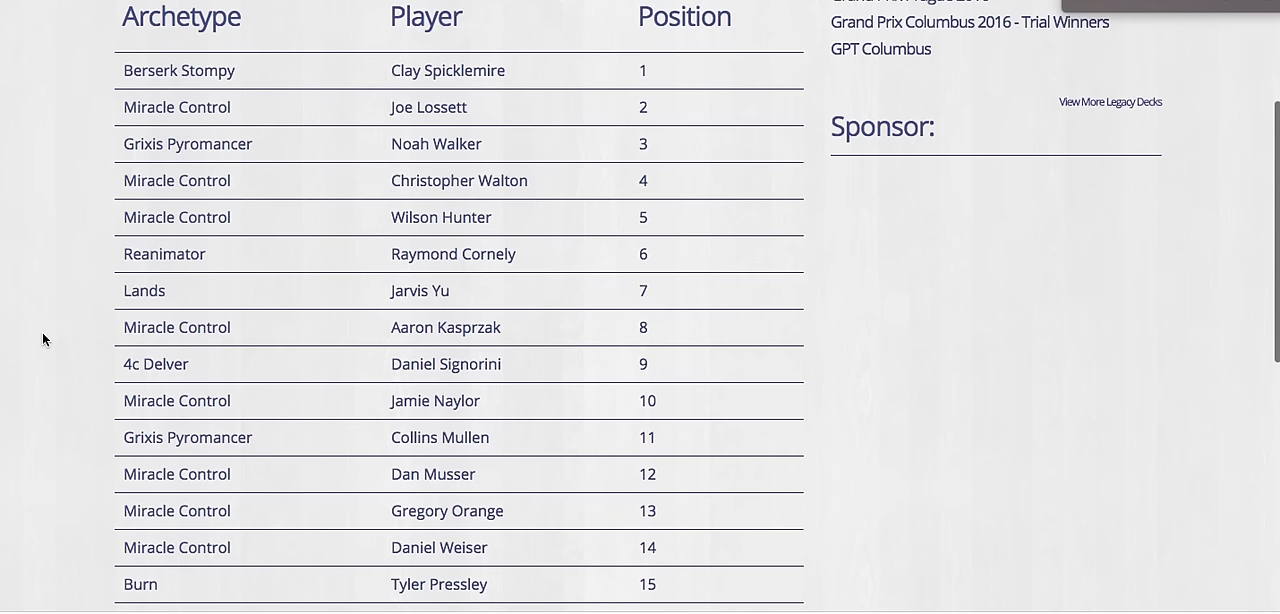 Archetype Player Position
Berserk Stompy Clay Spicklemire 1
Miracle Control Joe Lossett 2
Grixis Pyromancer Noah Walker 3
Miracle Control Christopher Walton 4
Miracle Control Wilson Hunter 5
Reanimator Raymond Cornely 6
Lands Jarvis Yu 7
Miracle Control Aaron Kasprzak 8
4c Delver Daniel Signorini 9
Miracle Control Jamie Naylor 10
Grixis Pyromancer Collins Mullen 11
Miracle Control Dan Musser 12
Miracle Control Gregory Orange 13
Miracle Control Daniel Weiser 14
Burn Tyler Pressley 15
Grand Prix Columbus 2016 - Trial Winners
GPT Columbus
View More Legacy Decks
Sponsor: